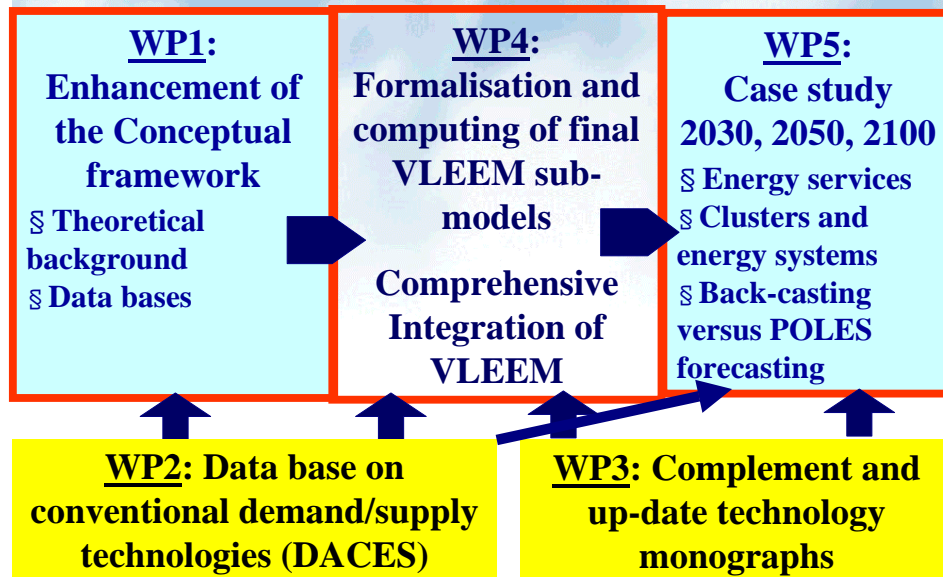 WP1:
Enhancement of
the Conceptual
framework
§ Theoretical
background
§ Data bases
WP4:
Formalisation and
computing of final
VLEEM sub-
models
Comprehensive
Integration of
VLEEM
WP5:
Case study
2030, 2050, 2100
§ Energy services
§ Clusters and
energy systems
§ Back-casting
versus POLES
forecasting
WP2: Data base on
conventional demand/supply
technologies (DACES)
WP3: Complement and
up-date technology
monographs